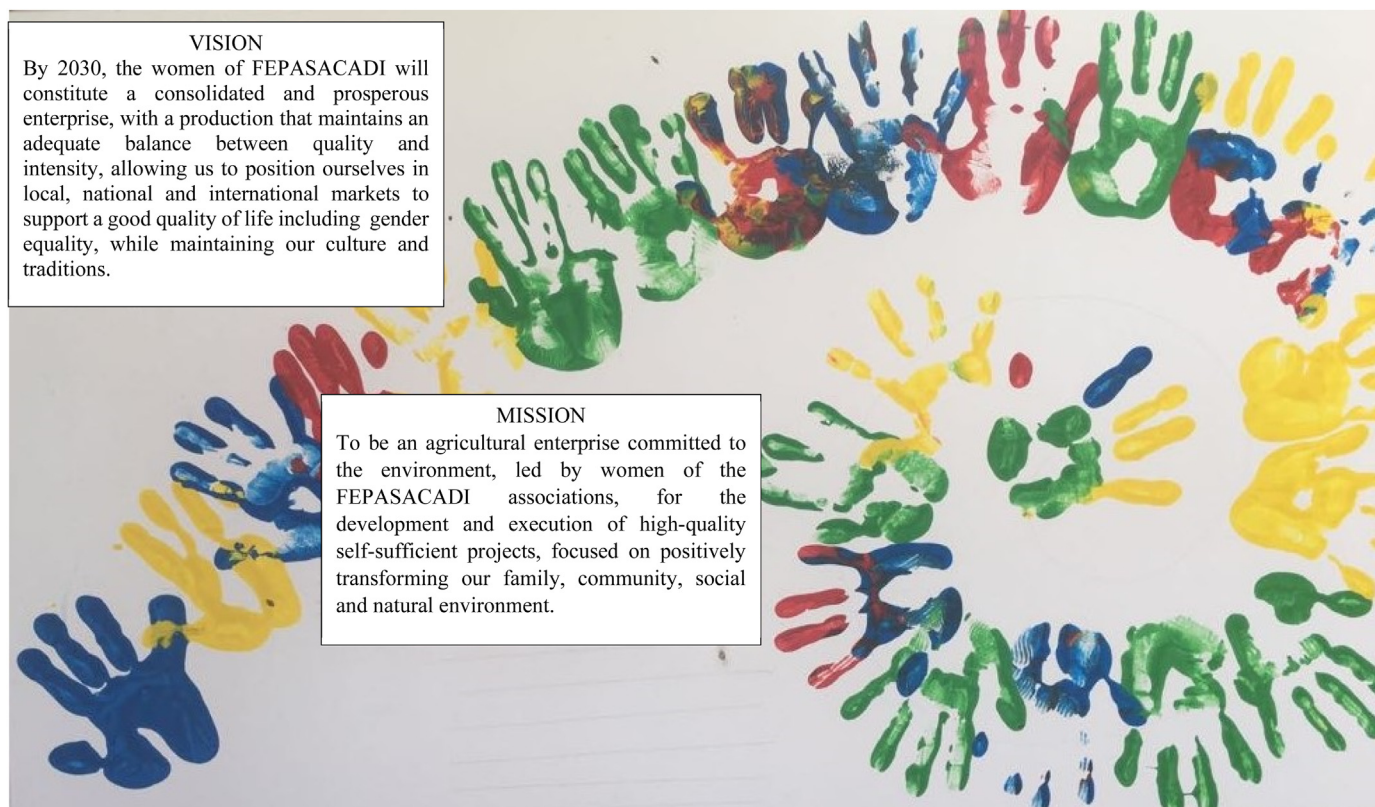 VISION
By 2030, the women of FEPASACADI will
constitute a consolidated and prosperous
enterprise, with a production that maintains an
adequate balance between quality and
intensity, allowing us to position ourselves in
local, national and international markets to
support a good quality of life including gender
equality, while maintaining our culture and
traditions.
MISSION
To be an agricultural enterprise committed to
the environment, led by women of the
FEPASACADI associations, for the
development and execution of high-quality
self-sufficient projects, focused on positively
transforming our family, community, social
and natural environment.